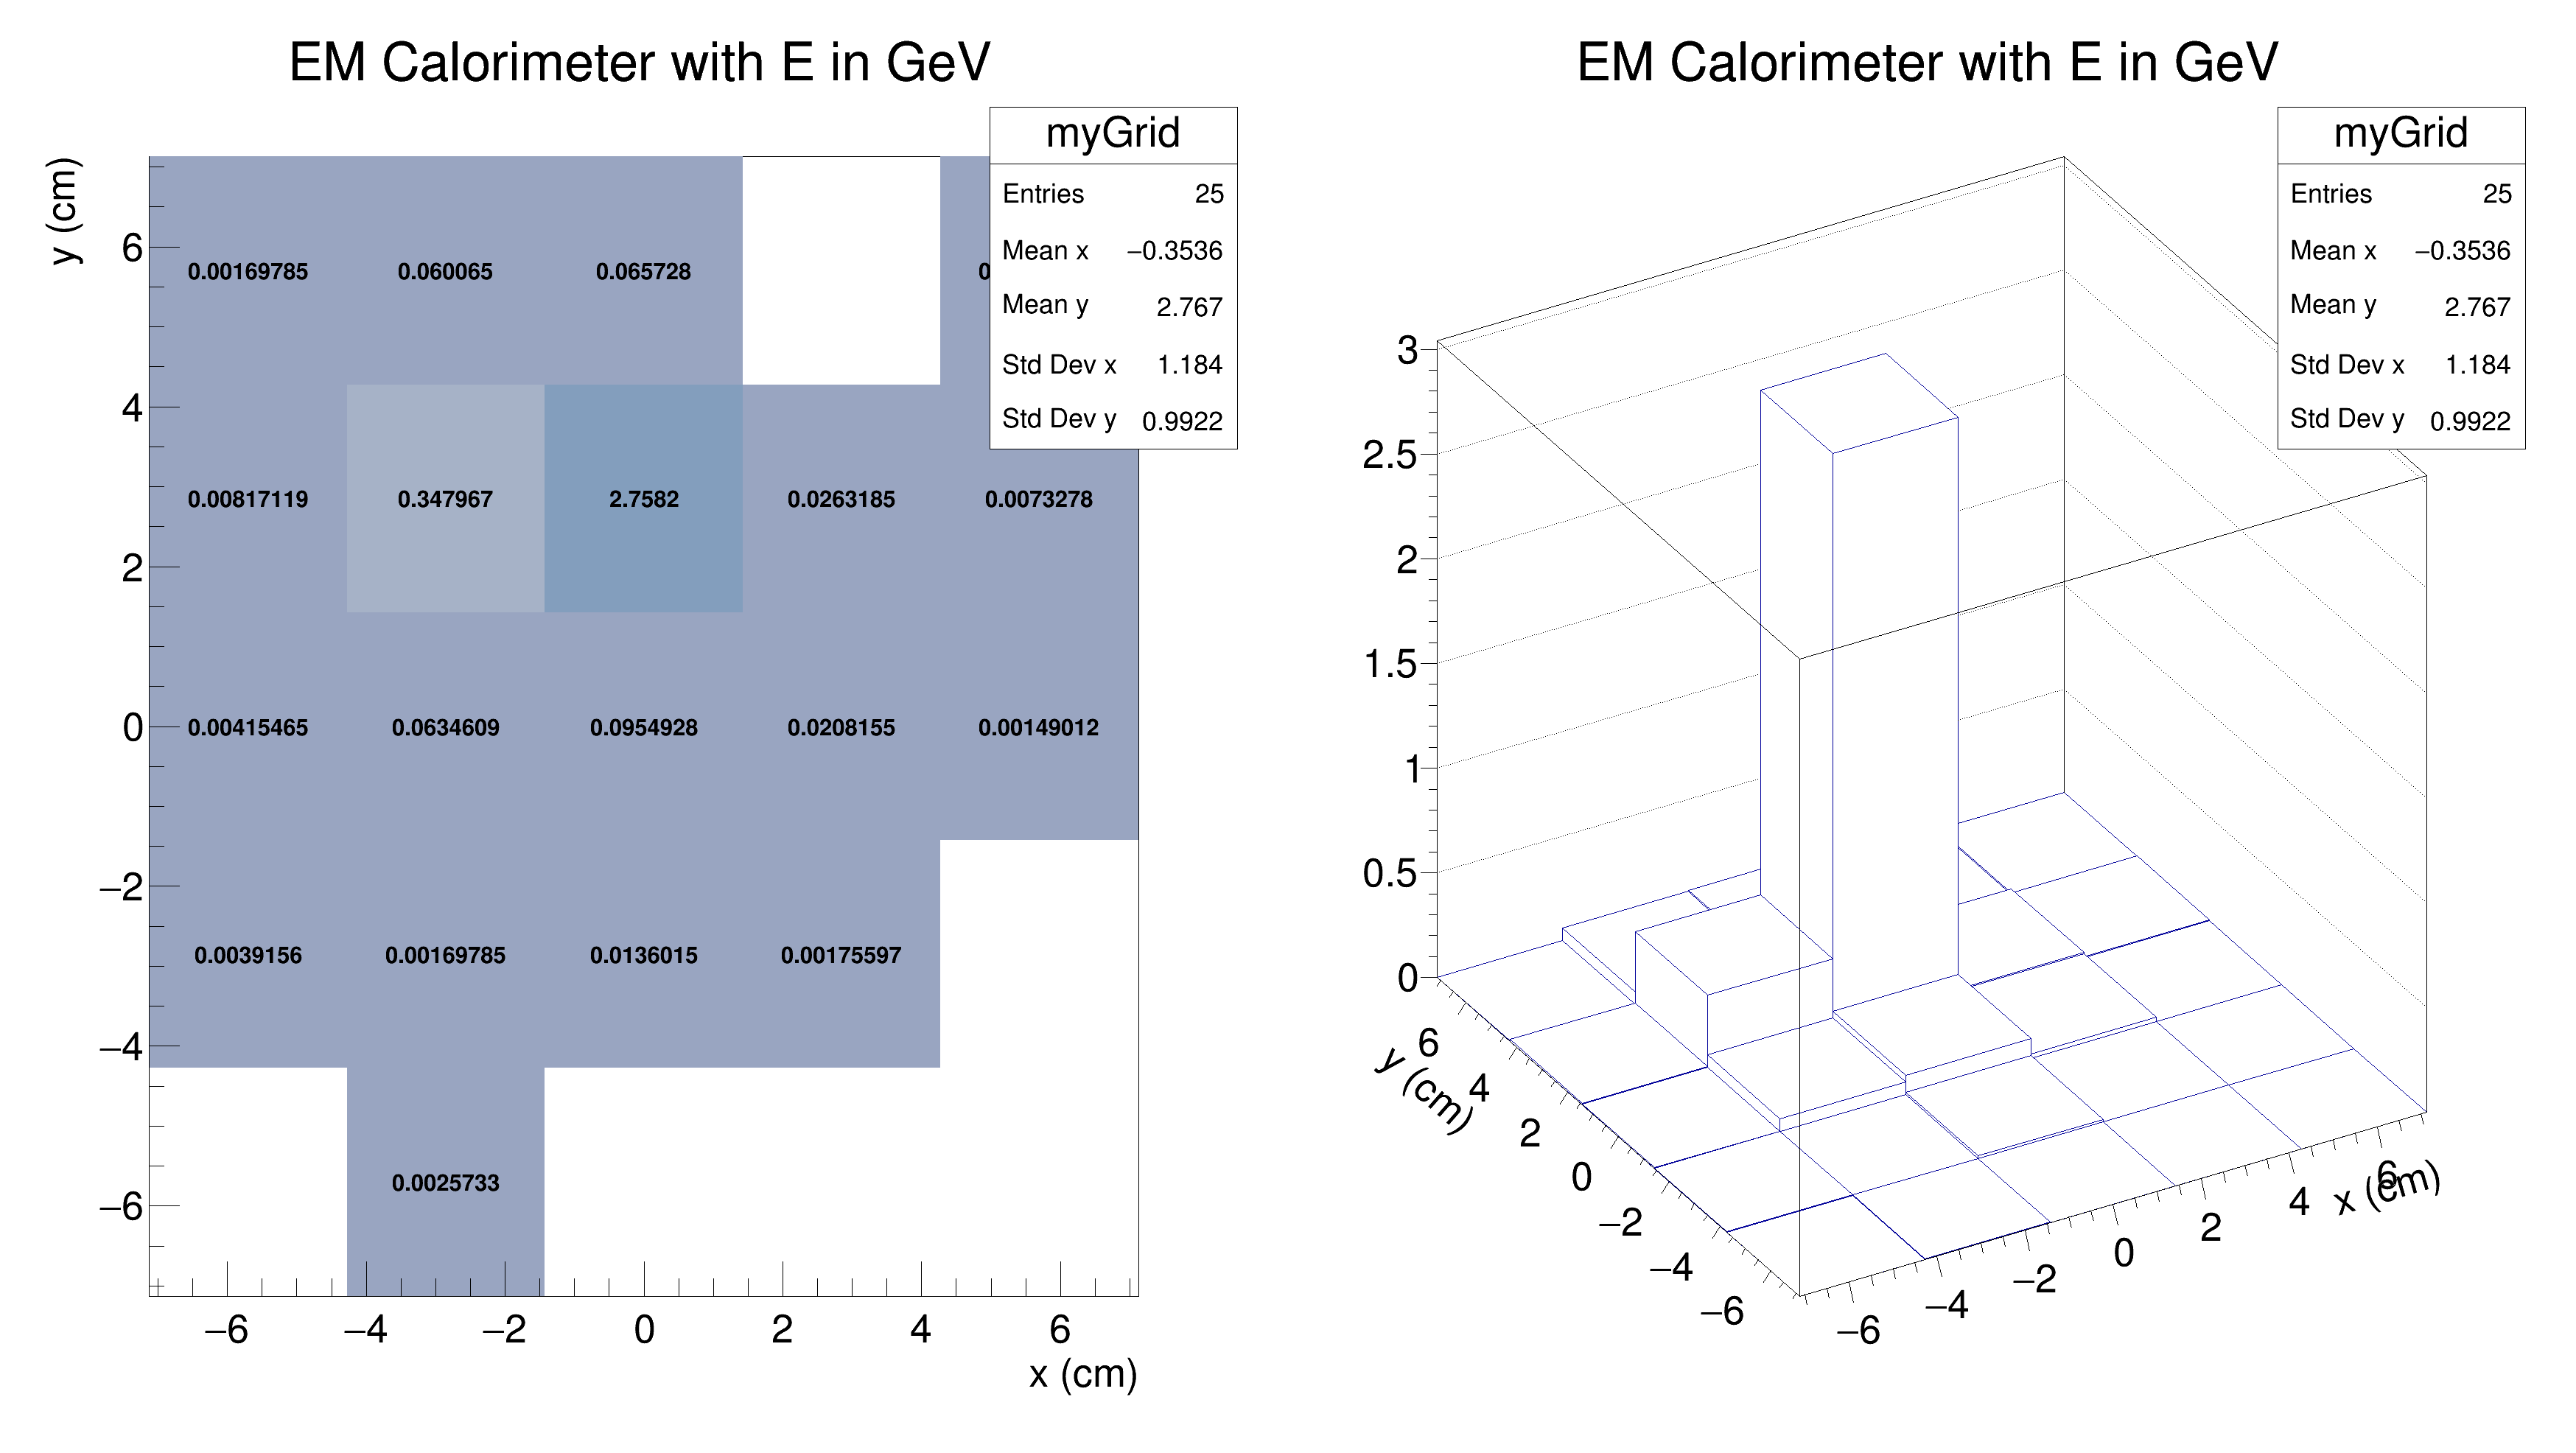 EM Calorimeter with E in GeV
myGrid
Entries 25
Mean x −0.3536
Mean y 2.767
Std Dev x 1.184
Std Dev y 0.9922
y (cm)
6
4
2
0
−2
−4
−6
0.00169785 0.060065 0.065728
0.00817119 0.347967 2.7582 0.0263185 0.0073278
0.00415465 0.0634609 0.0954928 0.0208155 0.00149012
0.0039156 0.00169785 0.0136015 0.00175597
0.0025733
−6 −4 −2 0 2 4 6
x (cm)
EM Calorimeter with E in GeV
myGrid
Entries 25
Mean x −0.3536
Mean y 2.767
Std Dev x 1.184
Std Dev y 0.9922
3
2.5
2
1.5
1
0.5
0
6
4
2
0
−2
−4
−6
y (cm)
−6 −4 −2 0 2 4 6
x (cm)